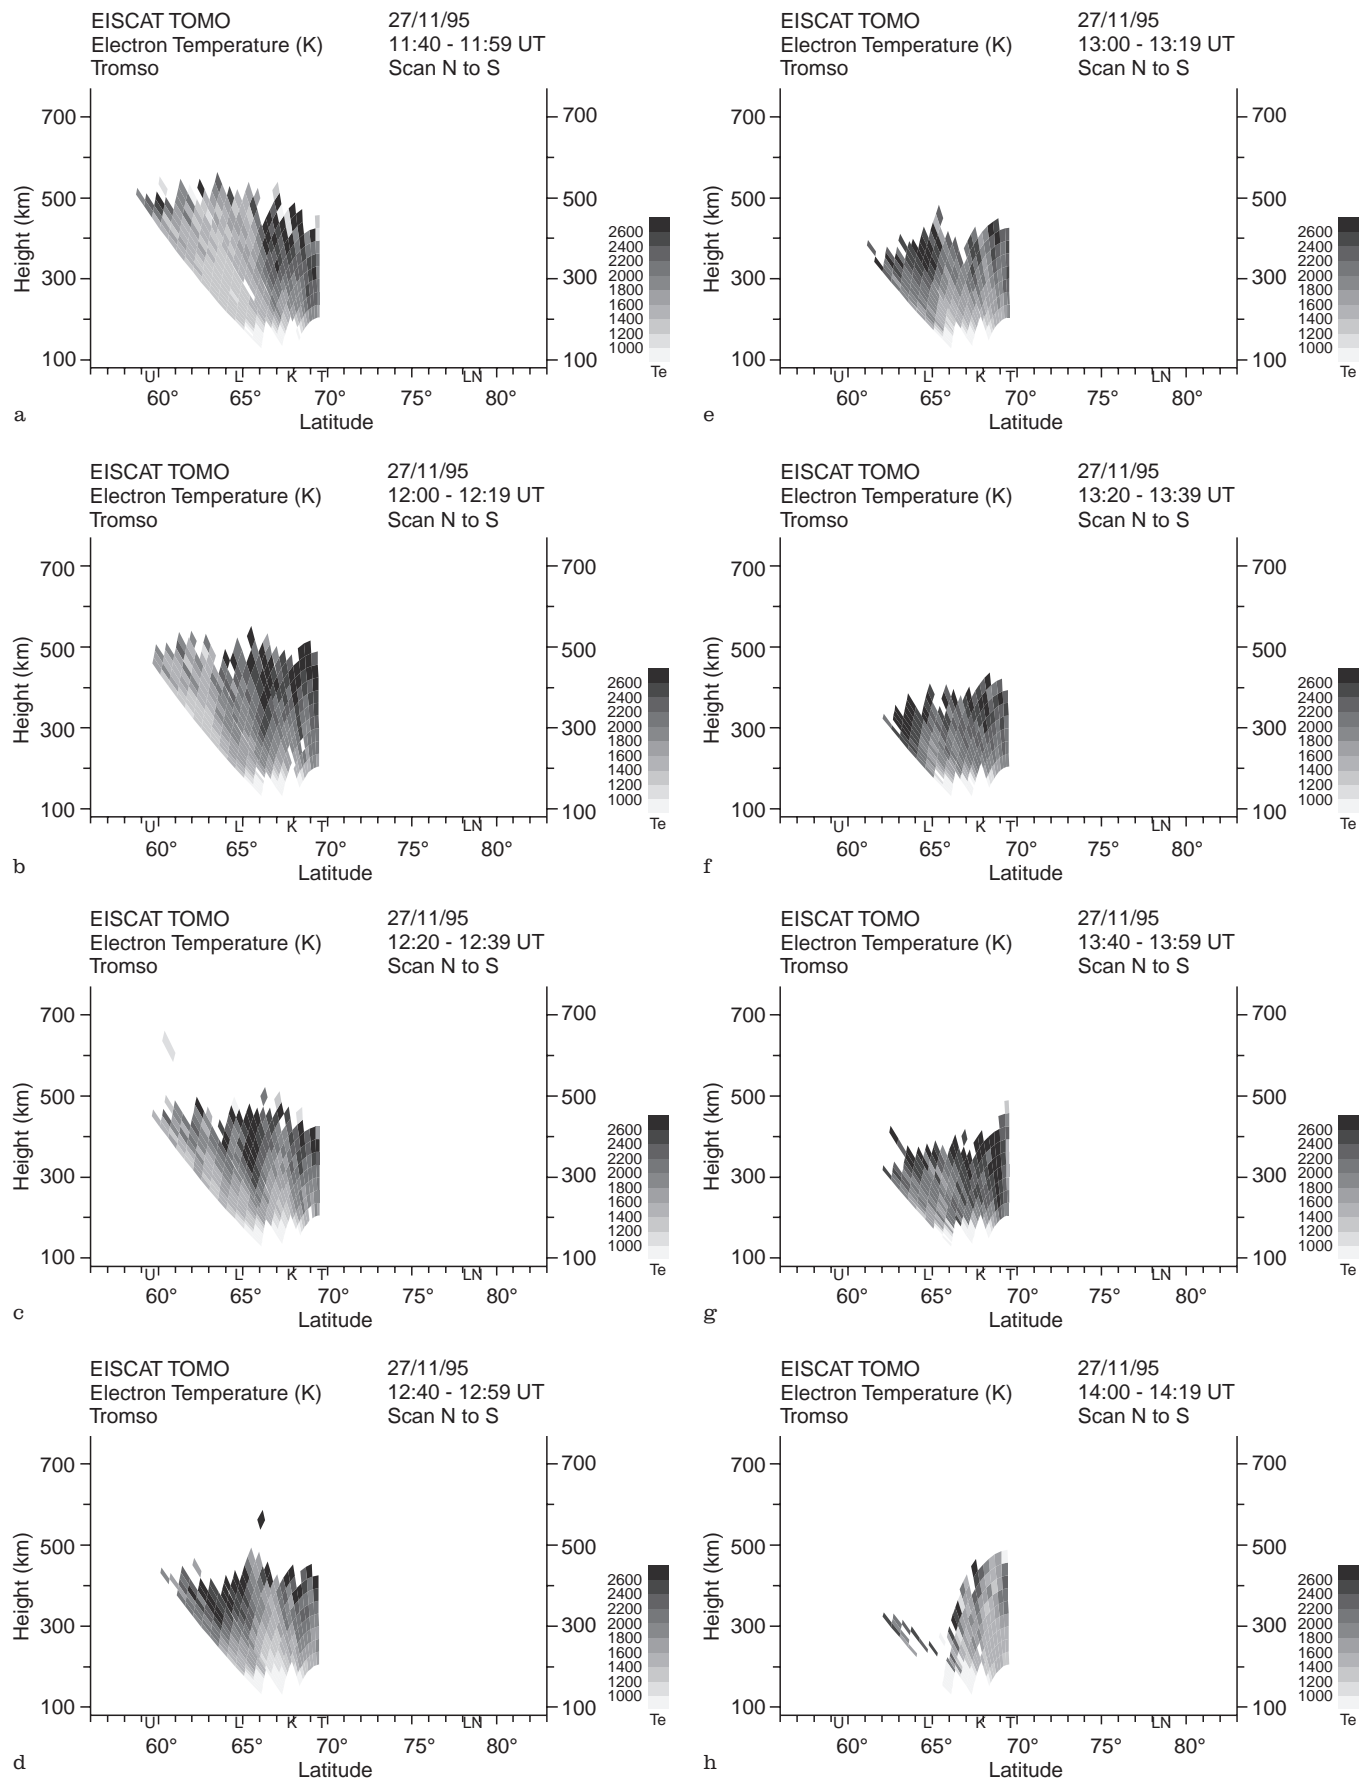 EISCAT TOMO 27/11/95
Electron Temperature (K) 11:40 - 11:59 UT
Tromso Scan N to S
700 700
500 500
300 300
100 100
Height (km)
2600
2400
2200
2000
1800
1600
1400
1200
1000
Te
U L K T LN
60° 65° 70° 75° 80°
Latitude
a
EISCAT TOMO 27/11/95
Electron Temperature (K) 12:00 - 12:19 UT
Tromso Scan N to S
700 700
500 500
300 300
100 100
Height (km)
2600
2400
2200
2000
1800
1600
1400
1200
1000
Te
U L K T LN
60° 65° 70° 75° 80°
Latitude
b
EISCAT TOMO 27/11/95
Electron Temperature (K) 12:20 - 12:39 UT
Tromso Scan N to S
700 700
500 500
300 300
100 100
Height (km)
2600
2400
2200
2000
1800
1600
1400
1200
1000
Te
U L K T LN
60° 65° 70° 75° 80°
Latitude
c
EISCAT TOMO 27/11/95
Electron Temperature (K) 12:40 - 12:59 UT
Tromso Scan N to S
700 700
500 500
300 300
100 100
Height (km)
2600
2400
2200
2000
1800
1600
1400
1200
1000
Te
U L K T LN
60° 65° 70° 75° 80°
Latitude
d
EISCAT TOMO 27/11/95
Electron Temperature (K) 13:00 - 13:19 UT
Tromso Scan N to S
700 700
500 500
300 300
100 100
Height (km)
2600
2400
2200
2000
1800
1600
1400
1200
1000
Te
U L K T LN
60° 65° 70° 75° 80°
Latitude
e
EISCAT TOMO 27/11/95
Electron Temperature (K) 13:20 - 13:39 UT
Tromso Scan N to S
700 700
500 500
300 300
100 100
Height (km)
2600
2400
2200
2000
1800
1600
1400
1200
1000
Te
U L K T LN
60° 65° 70° 75° 80°
Latitude
f
EISCAT TOMO 27/11/95
Electron Temperature (K) 13:40 - 13:59 UT
Tromso Scan N to S
700 700
500 500
300 300
100 100
Height (km)
2600
2400
2200
2000
1800
1600
1400
1200
1000
Te
U L K T LN
60° 65° 70° 75° 80°
Latitude
g
EISCAT TOMO 27/11/95
Electron Temperature (K) 14:00 - 14:19 UT
Tromso Scan N to S
700 700
500 500
300 300
100 100
Height (km)
2600
2400
2200
2000
1800
1600
1400
1200
1000
Te
U L K T LN
60° 65° 70° 75° 80°
Latitude
h